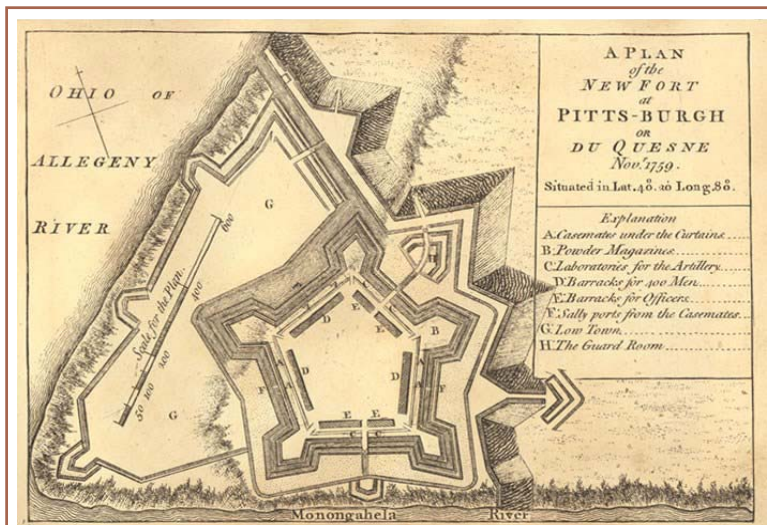 A PLAN
of the
NEW FORT
at
PITTS-BURGH
or
DU QUESNE
Novr. 1759.
Situated in Lat. 40. 20 Long. 80.
Explanation
A. Casemates under the Curtains
B. Powder Magazines
C. Laboratories for the Artillery
D. Barracks for 400 Men
E. Barracks for Officers
F. Sally ports from the Casemates
G. Low Town
H. The Guard Room
OHIO OF
ALLEGENY
RIVER
G
Scale for the Plan.
50 100 200 400 600
G
H
D
E
B
A
D
F
A
D
A
F
E E
C C
Monongahela River